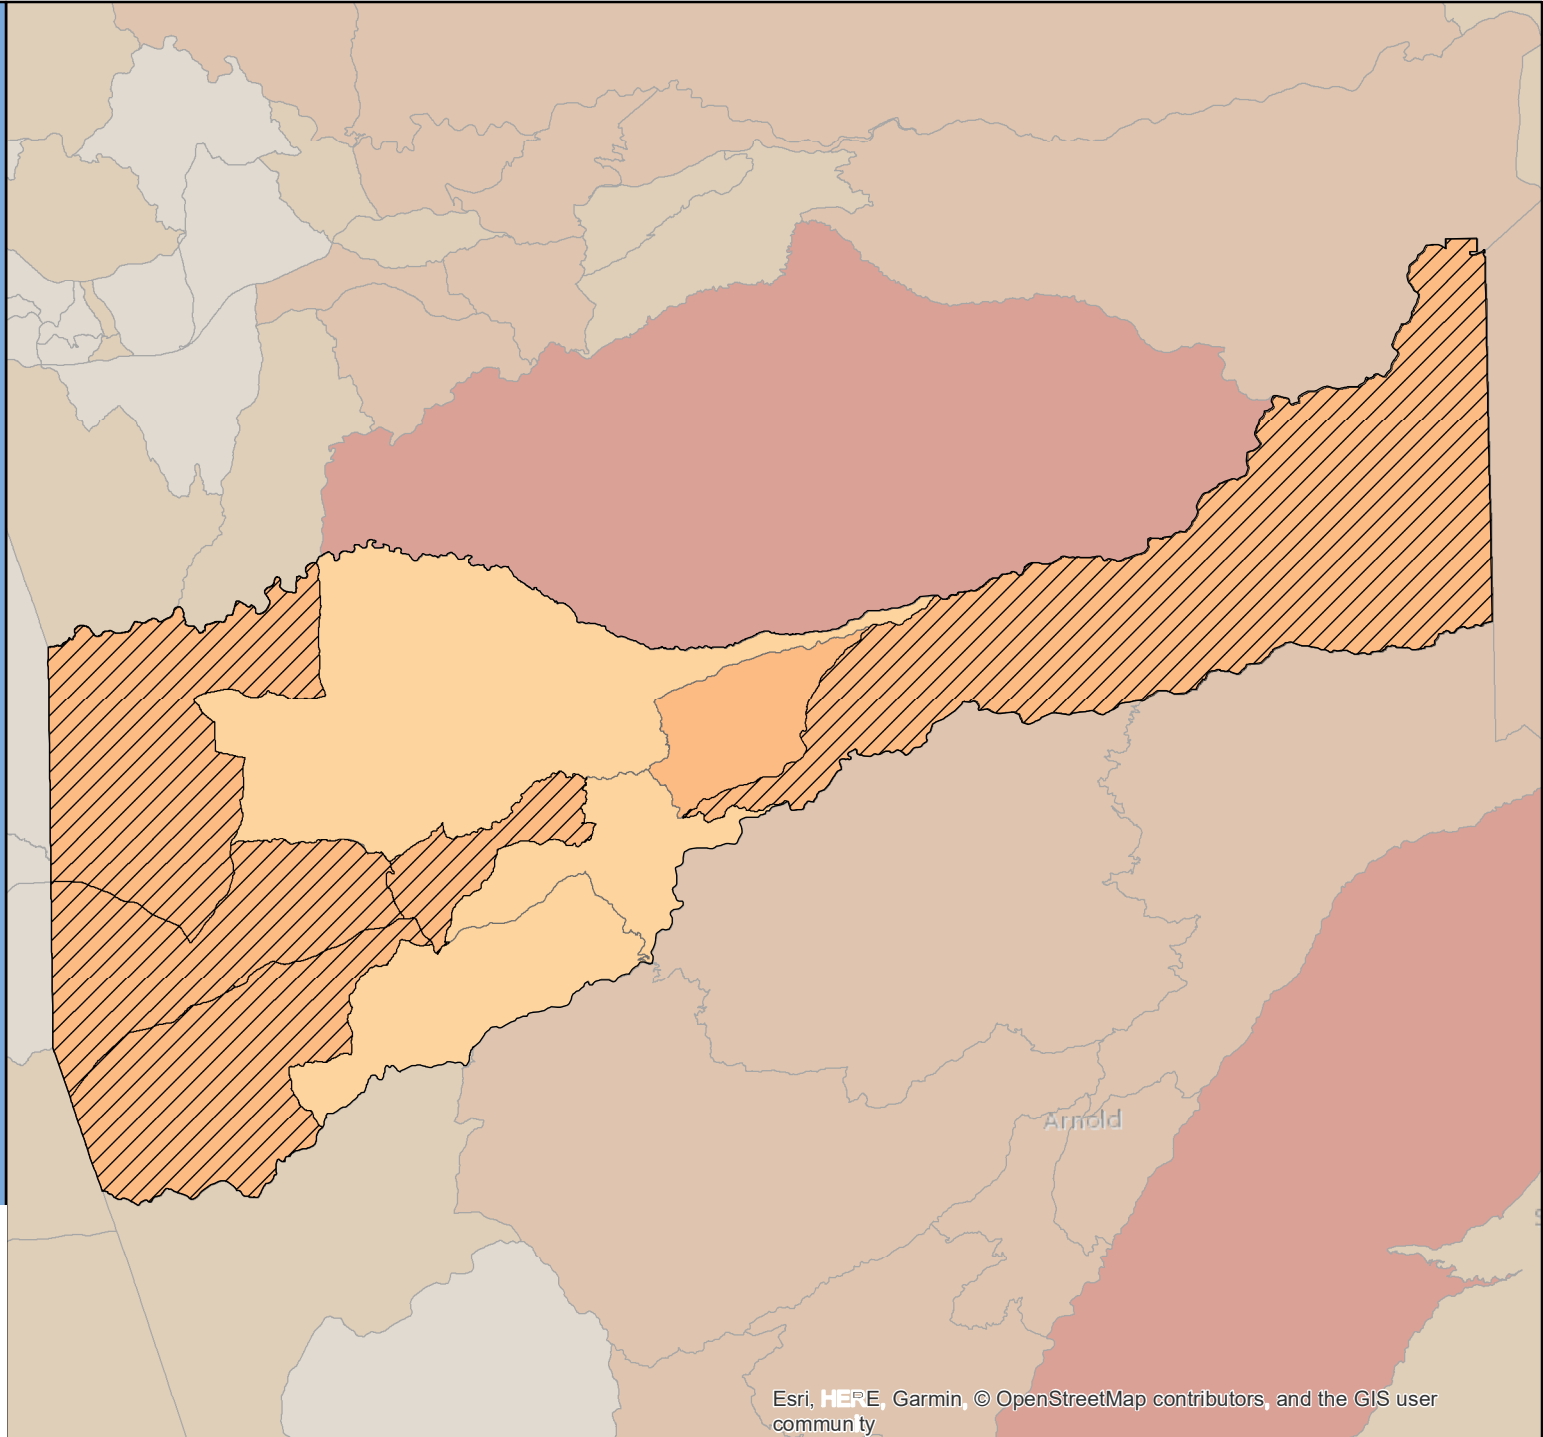 Arnold
Esri, HERE, Garmin, © OpenStreetMap contributors, and the GIS user
community